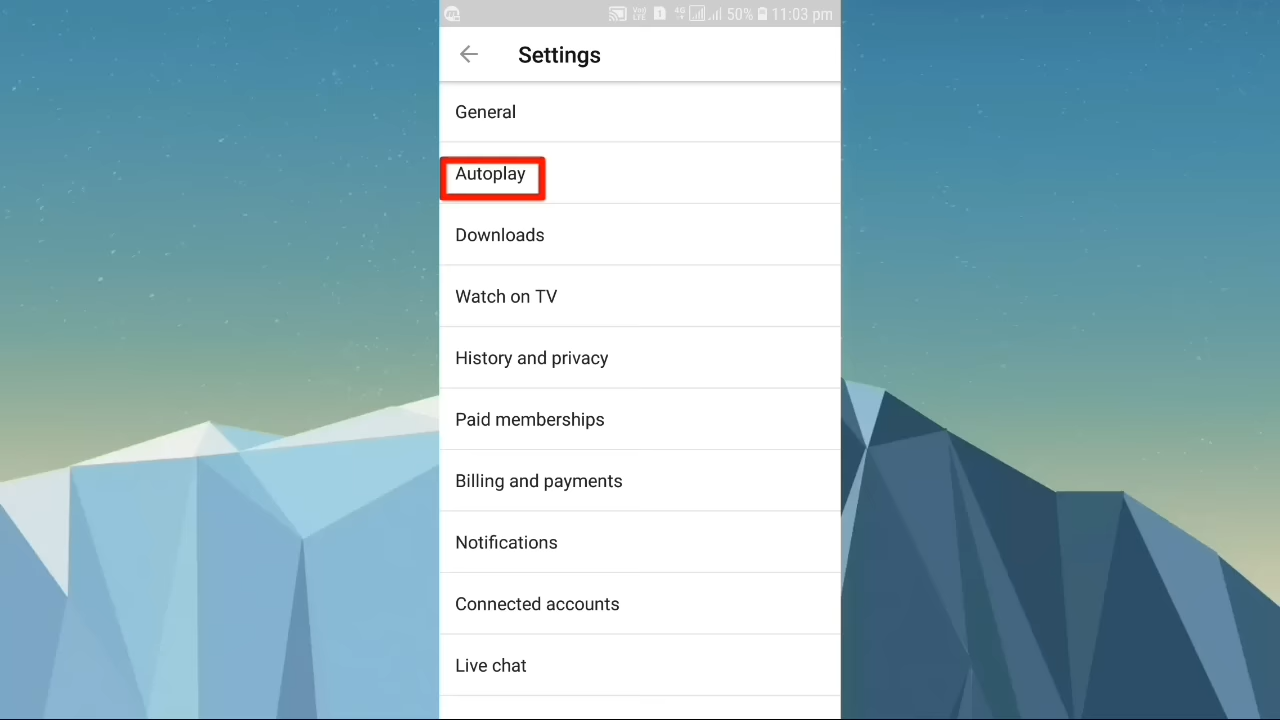 50% 11:03 pm
Settings
General
Autoplay
Downloads
Watch on TV
History and privacy
Paid memberships
Billing and payments
Notifications
Connected accounts
Live chat